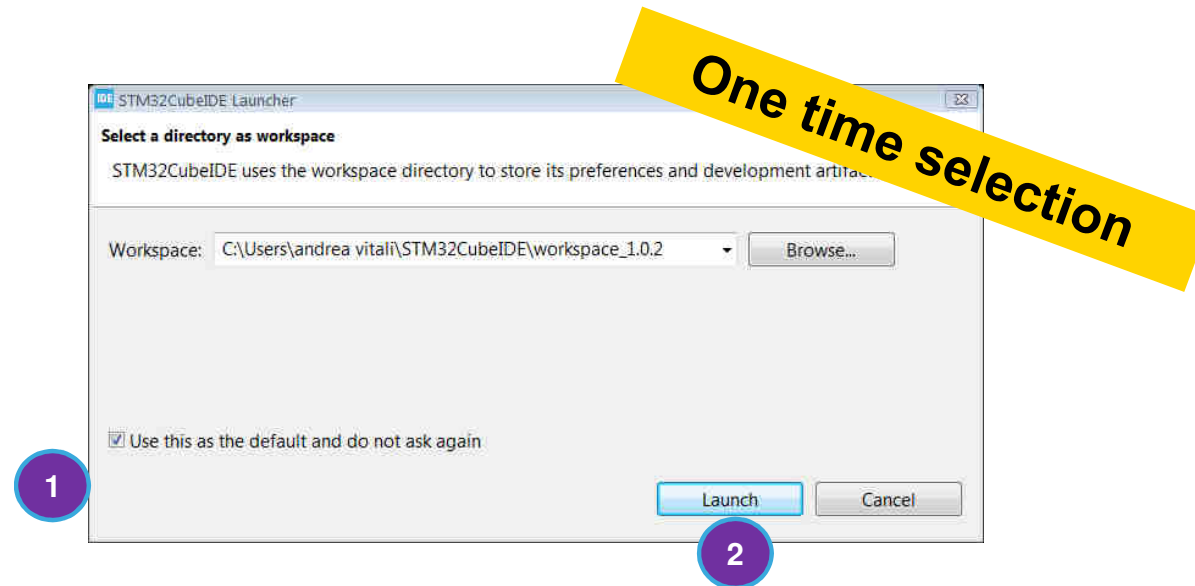 IDE STM32CubeIDE Launcher
One time selection
Select a directory as workspace
STM32CubeIDE uses the workspace directory to store its preferences and development
Workspace: C:\Users\andrea vitali\STM32CubeIDE\workspace_1.0.2 Browse...
Use this as the default and do not ask again
1
Launch Cancel
2